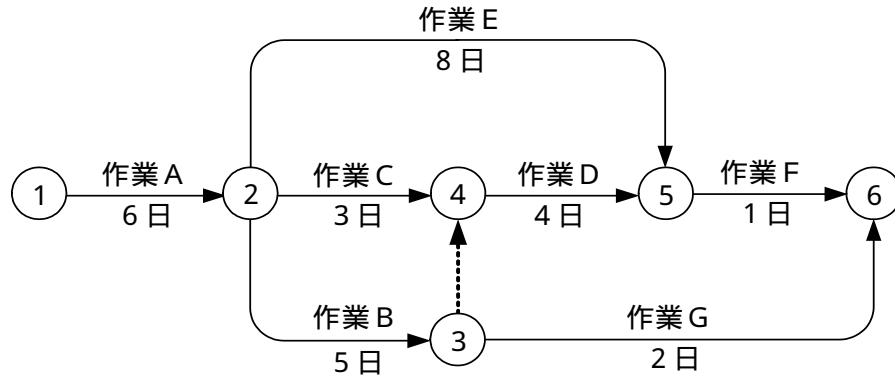 作業 E
8 日
作業 A
6 日
作業 C
3 日
作業 D
4 日
作業 F
1 日
1
2
4
5
6
作業 B
5 日
3
作業 G
2 日